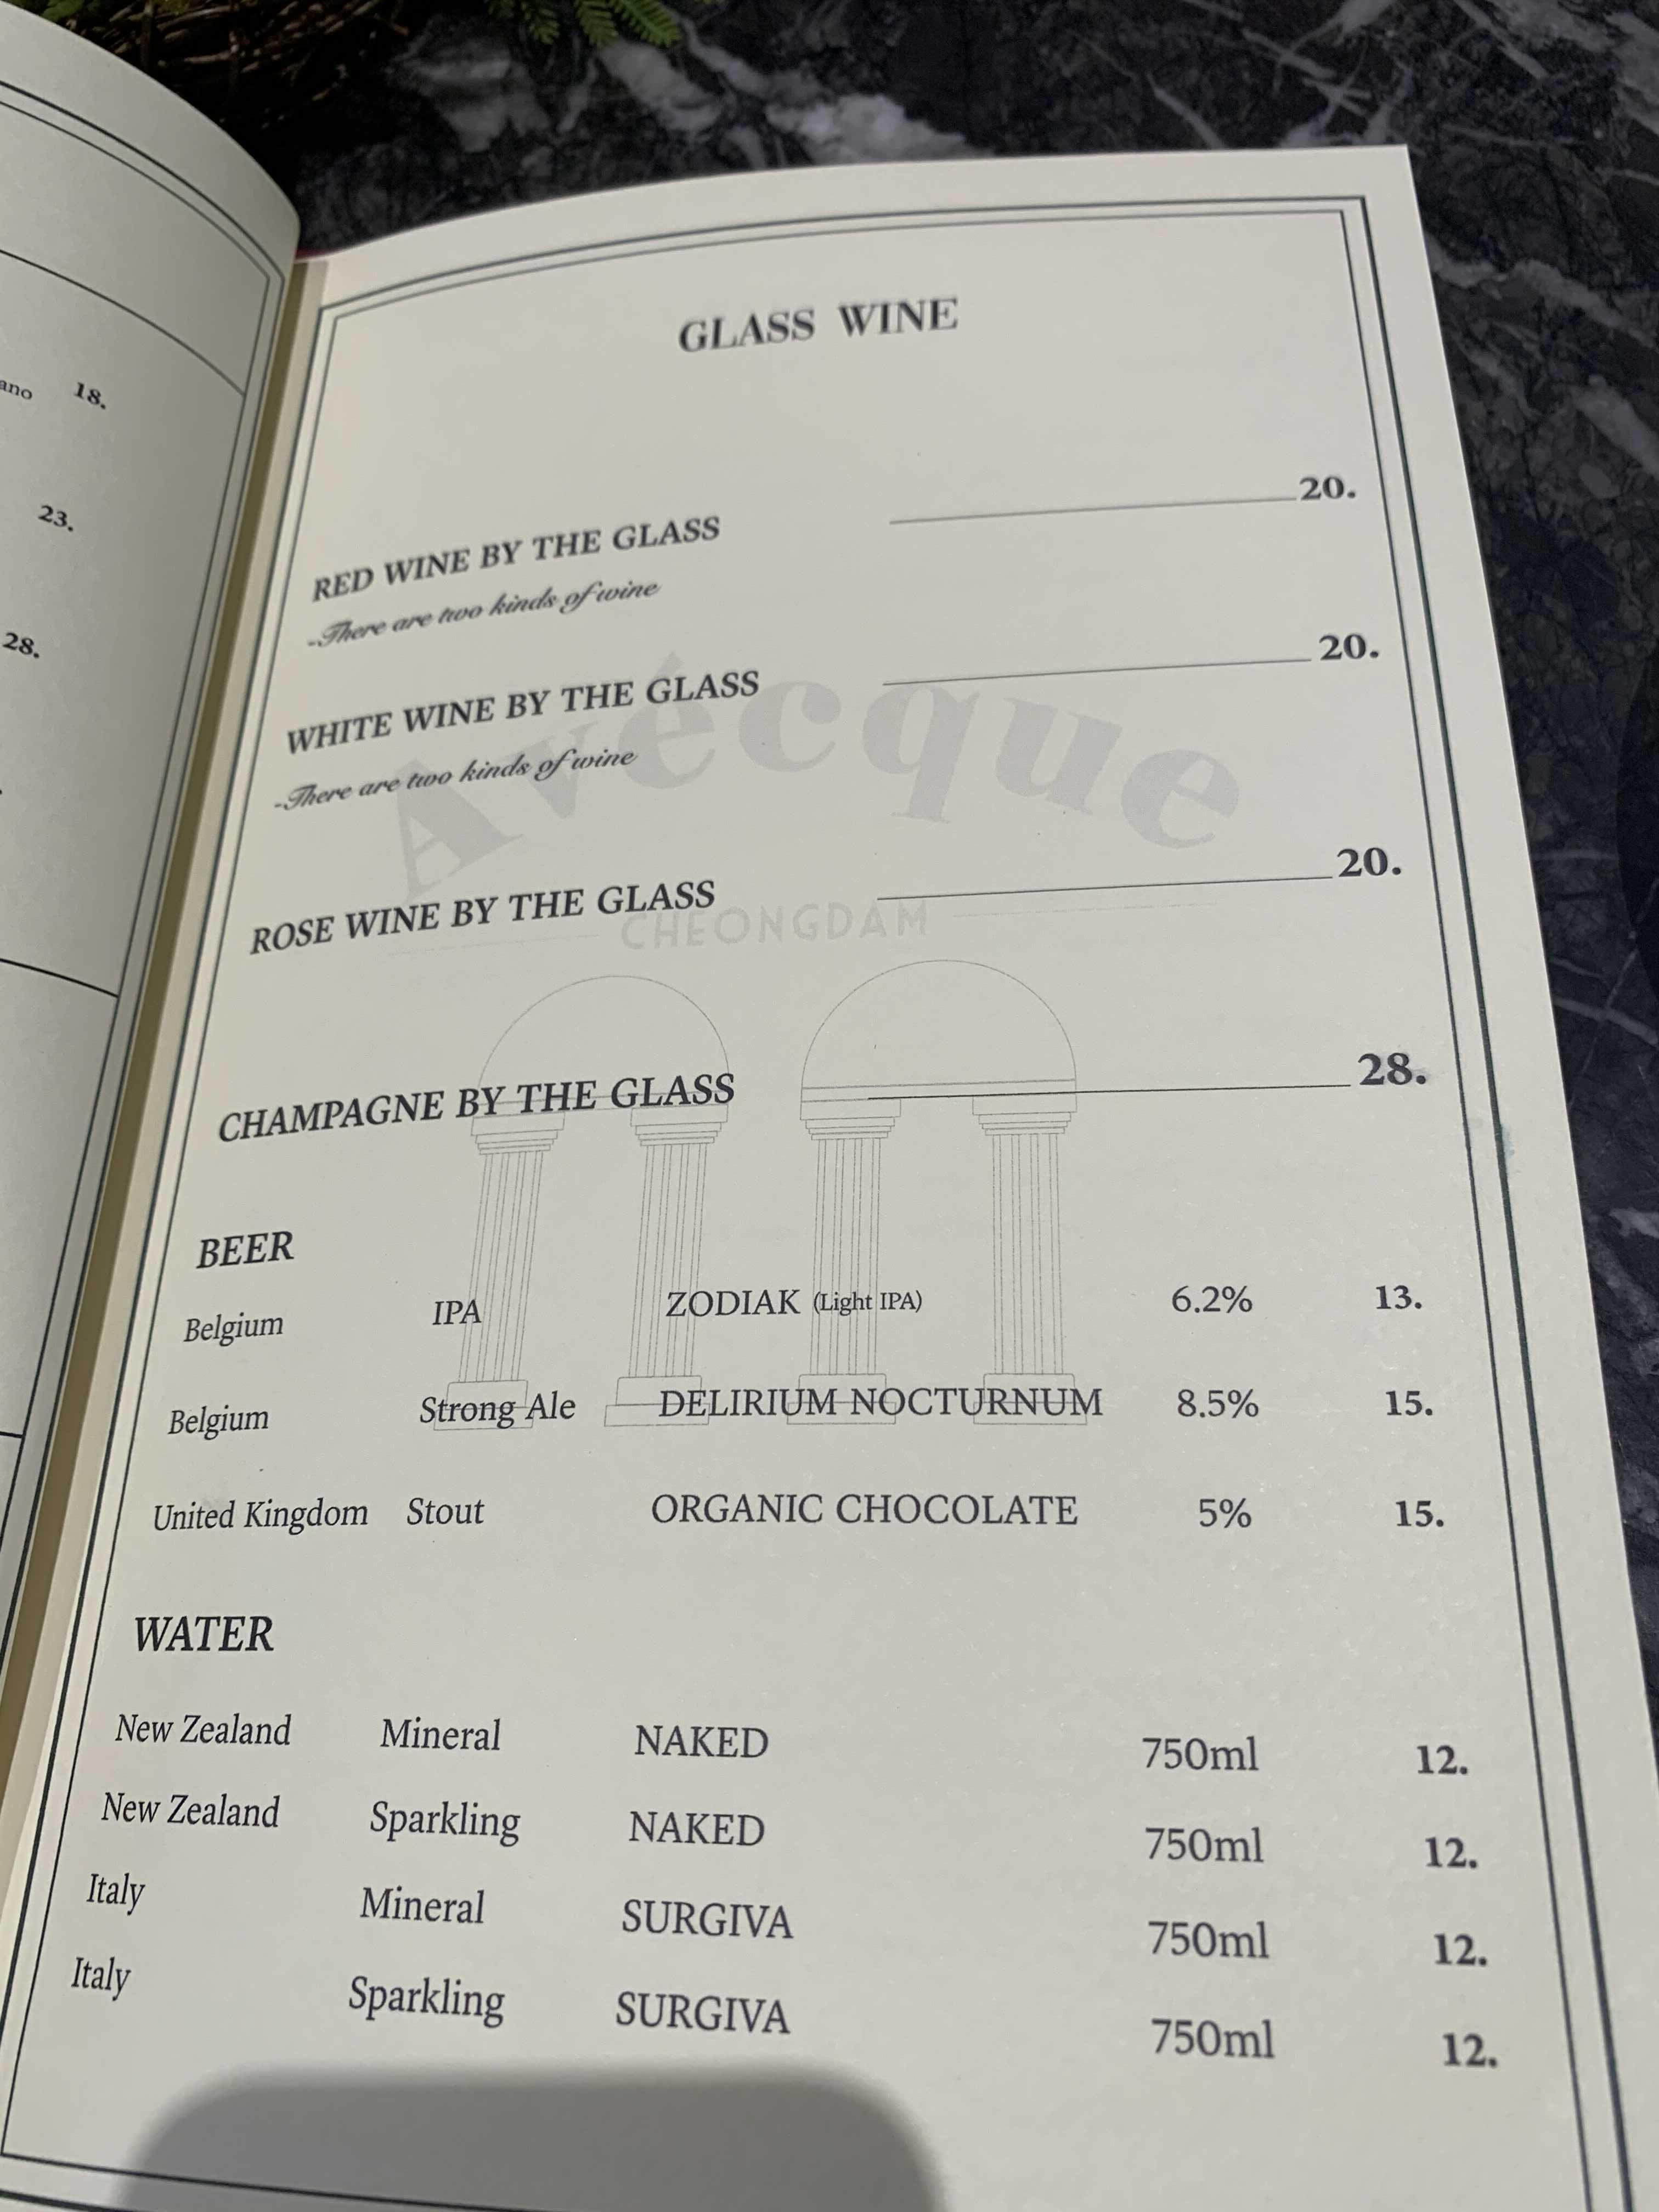 ano 18.
23.
28.
GLASS WINE
RED WINE BY THE GLASS 20.
-There are two kinds of wine
WHITE WINE BY THE GLASS 20.
-There are two kinds of wine
Avécque
ROSE WINE BY THE GLASS 20.
CHEONGDAM
CHAMPAGNE BY THE GLASS 28.
BEER
Belgium IPA ZODIAK (Light IPA) 6.2% 13.
Belgium Strong Ale DELIRIUM NOCTURNUM 8.5% 15.
United Kingdom Stout ORGANIC CHOCOLATE 5% 15.
WATER
New Zealand Mineral NAKED 750ml 12.
New Zealand Sparkling NAKED 750ml 12.
Italy Mineral SURGIVA 750ml 12.
Italy Sparkling SURGIVA 750ml 12.